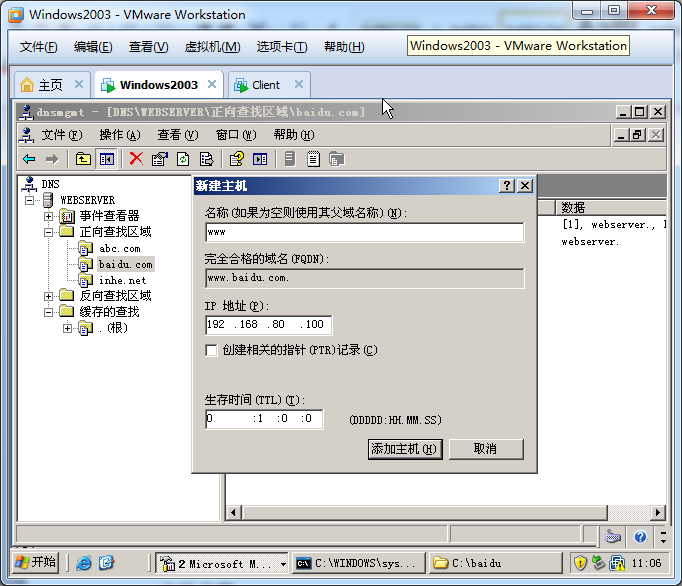 Windows2003 - VMware Workstation
文件(F) 编辑(E) 查看(V) 虚拟机(M) 选项卡(T) 帮助(H)
Windows2003 - VMware Workstation
主页 Windows2003 Client
dnsmgmt - [DNS\WEBSERVER\正向查找区域\baidu.com]
文件(F) 操作(A) 查看(V) 窗口(W) 帮助(H)
DNS
WEBSERVER
事件查看器
正向查找区域
abc.com
baidu.com
inhe.net
反向查找区域
缓存的查找
.(根)
数据
[1], webserver.,
webserver.
新建主机
名称(如果为空则使用其父域名称)(N):
www
完全合格的域名(FQDN):
www.baidu.com.
IP 地址(P):
192 .168 .80 .100
创建相关的指针(PTR)记录(C)
生存时间(TTL)(T):
0 :1 :0 :0 (DDDDD:HH.MM.SS)
添加主机(H) 取消
开始 2 Microsoft M... C:\WINDOWS\sys... C:\baidu 11:06